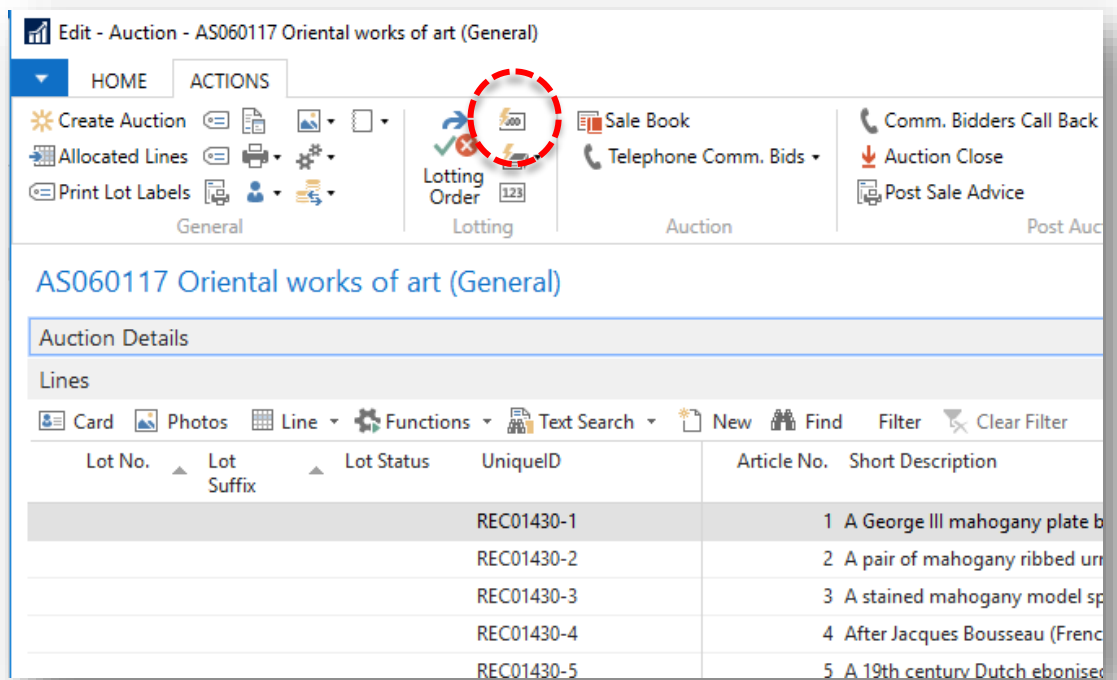 Edit - Auction - AS060117 Oriental works of art (General)
HOME ACTIONS
Create Auction
Allocated Lines
Print Lot Labels
General
Lotting
Order
123
Lotting
Sale Book
Telephone Comm. Bids
Auction
Comm. Bidders Call Back
Auction Close
Post Sale Advice
Post Auc
AS060117 Oriental works of art (General)
Auction Details
Lines
Card Photos Line Functions Text Search New Find Filter Clear Filter
Lot No. Lot Lot Status UniqueID Article No. Short Description
Suffix
REC01430-1 1 A George III mahogany plate b
REC01430-2 2 A pair of mahogany ribbed urn
REC01430-3 3 A stained mahogany model sp
REC01430-4 4 After Jacques Bousseau (Frenc
REC01430-5 5 A 19th century Dutch ebonised